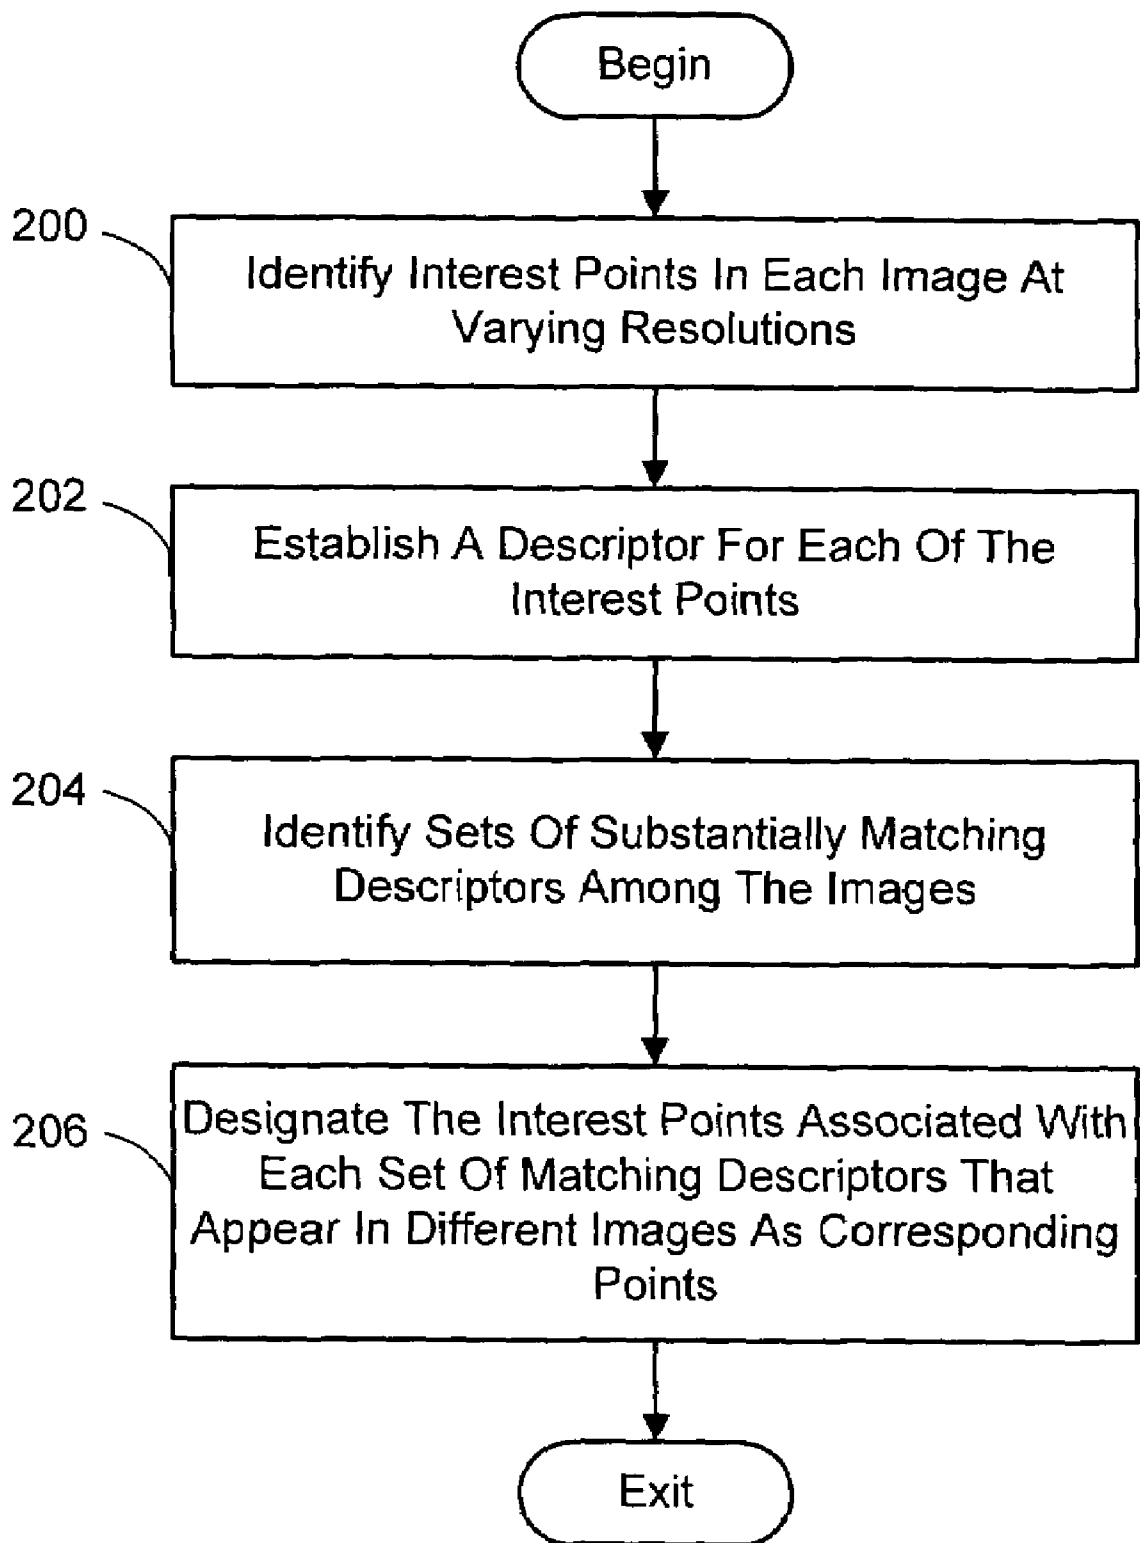 Begin
200
Identify Interest Points In Each Image At
Varying Resolutions
202
Establish A Descriptor For Each Of The
Interest Points
204
Identify Sets Of Substantially Matching
Descriptors Among The Images
206
Designate The Interest Points Associated With
Each Set Of Matching Descriptors That
Appear In Different Images As Corresponding
Points
Exit